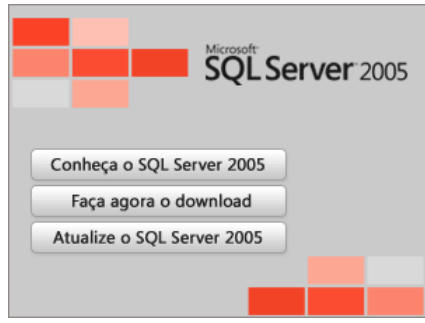 Microsoft
SQL Server 2005
Conheça o SQL Server 2005
Faça agora o download
Atualize o SQL Server 2005